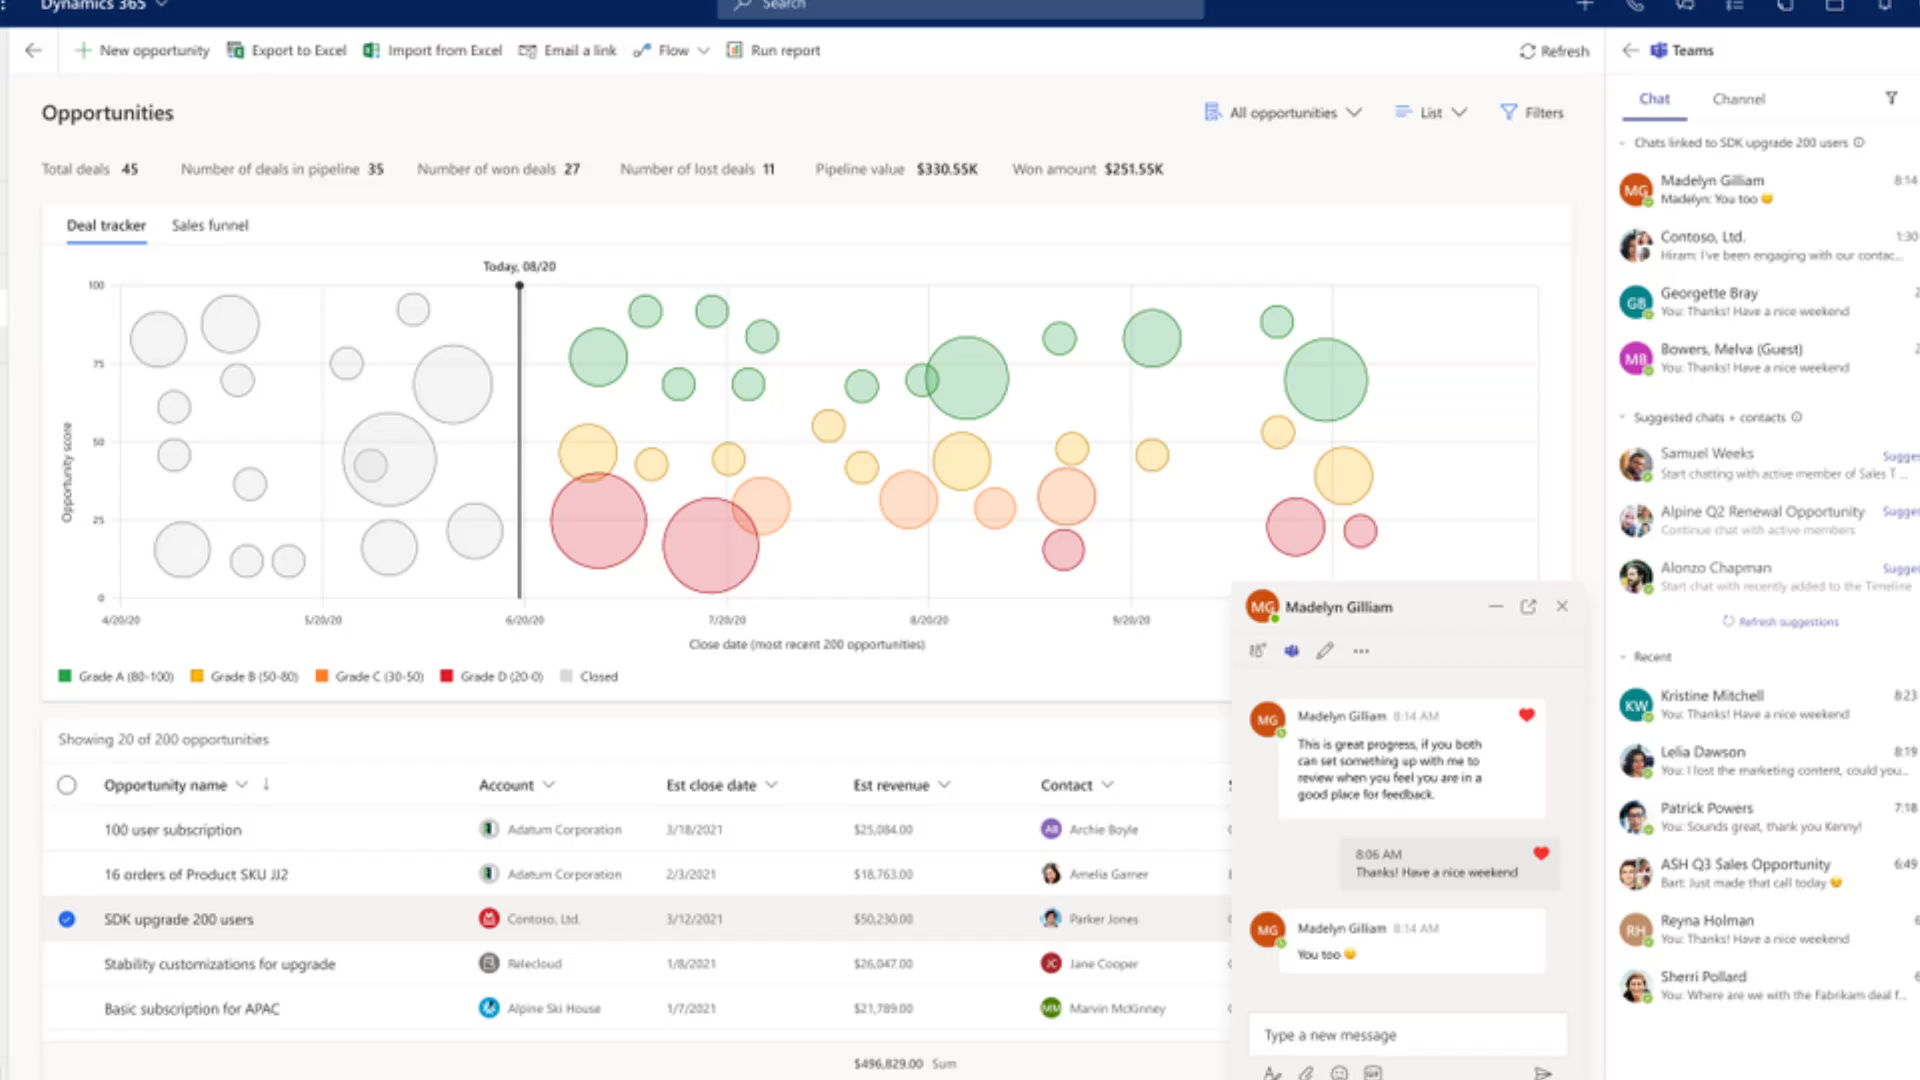 Dynamics 365
Search
New opportunity
Export to Excel
Import from Excel
Email a link
Flow
Run report
Refresh
Teams
Opportunities
All opportunities
List
Filters
Chat
Channel
Chats linked to SDK upgrade 200 users
Total deals 45
Number of deals in pipeline 35
Number of won deals 27
Number of lost deals 11
Pipeline value $330.55K
Won amount $251.55K
MG
Madelyn Gilliam
8:14
Madelyn: You too
Contoso, Ltd.
1:30
Hiram: I've been engaging with our contac...
GB
Georgette Bray
You: Thanks! Have a nice weekend
MB
Bowers, Melva (Guest)
You: Thanks! Have a nice weekend
Suggested chats + contacts
Samuel Weeks
Sugges
Start chatting with active member of Sales T ...
Alpine Q2 Renewal Opportunity
Sugges
Continue chat with active members
Alonzo Chapman
Sugges
Start chat with recently added to the Timeline
Refresh suggestions
Recent
KW
Kristine Mitchell
8:23
You: Thanks! Have a nice weekend
Lelia Dawson
8:19
You: I lost the marketing content, could you...
Patrick Powers
7:18
You: Sounds great, thank you Kenny!
ASH Q3 Sales Opportunity
6:49
Bart: Just made that call today
RH
Reyna Holman
You: Thanks! Have a nice weekend
Sherri Pollard
You: Where are we with the Fabrikam deal f...
Deal tracker
Sales funnel
Today, 08/20
100
75
50
25
0
Opportunity score
4/20/20
5/20/20
6/20/20
7/20/20
8/20/20
9/20/20
Close date (most recent 200 opportunities)
Grade A (80-100)
Grade B (50-80)
Grade C (30-50)
Grade D (20-0)
Closed
Showing 20 of 200 opportunities
Opportunity name
Account
Est close date
Est revenue
Contact
100 user subscription
Adatum Corporation
3/18/2021
$25,084.00
AB
Archie Boyle
16 orders of Product SKU JJ2
Adatum Corporation
2/3/2021
$18,763.00
Amelia Garner
SDK upgrade 200 users
Contoso, Ltd.
3/12/2021
$50,230.00
Parker Jones
Stability customizations for upgrade
Relecloud
1/8/2021
$26,047.00
JC
Jane Cooper
Basic subscription for APAC
Alpine Ski House
1/7/2021
$21,789.00
MM
Marvin McKinney
$496,829.00 Sum
MG
Madelyn Gilliam
MG
Madelyn Gilliam 8:14 AM
This is great progress, if you both
can set something up with me to
review when you feel you are in a
good place for feedback.
8:06 AM
Thanks! Have a nice weekend
MG
Madelyn Gilliam 8:14 AM
You too
Type a new message